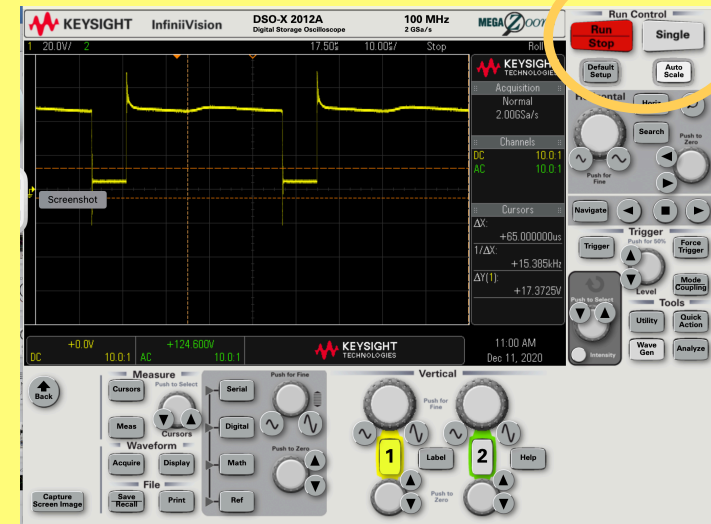 KEYSIGHT InfiniiVision DSO-X 2012A 100 MHz MEGA Zoom
Digital Storage Oscilloscope 2 GSa/s
1 20.0V/ 2 17.50% 10.00%/ Stop Roll
KEYSIGHT
TECHNOLOGIES
Acquisition
Normal
2.00GSa/s
Channels
DC 10.0:1
AC 10.0:1
Cursors
ΔX:
+65.000000us
1/ΔX:
+15.385kHz
ΔY(1):
+17.3725V
Screenshot
+0.0V +124.600V
DC 10.0:1 AC 10.0:1
KEYSIGHT
TECHNOLOGIES
11:00 AM
Dec 11, 2020
Run Control
Run
Stop
Single
Default
Setup
Auto
Scale
Horizontal
Horiz
Search
Push to
Zero
Push for
Fine
Navigate
Trigger
Trigger
Push for 50%
Force
Trigger
Level
Mode
Coupling
Push to Select
Intensity
Tools
Utility
Quick
Action
Wave
Gen
Analyze
Back
Measure
Cursors
Push to Select
Meas
Cursors
Waveform
Acquire
Display
File
Capture
Screen Image
Save
Recall
Print
Serial
Digital
Math
Ref
Push for Fine
Push to Zero
Vertical
Push for
Fine
1
Label
2
Help
Push to
Zero